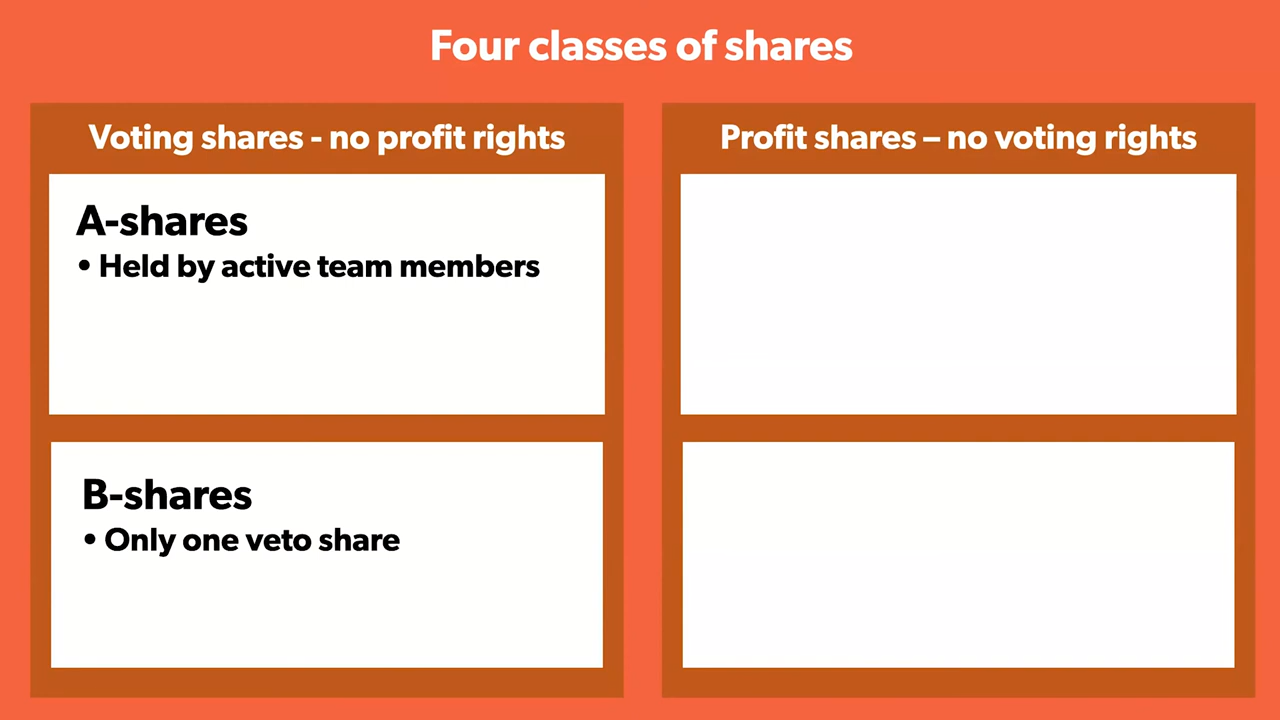 Four classes of shares
Voting shares - no profit rights
A-shares
• Held by active team members
B-shares
• Only one veto share
Profit shares – no voting rights